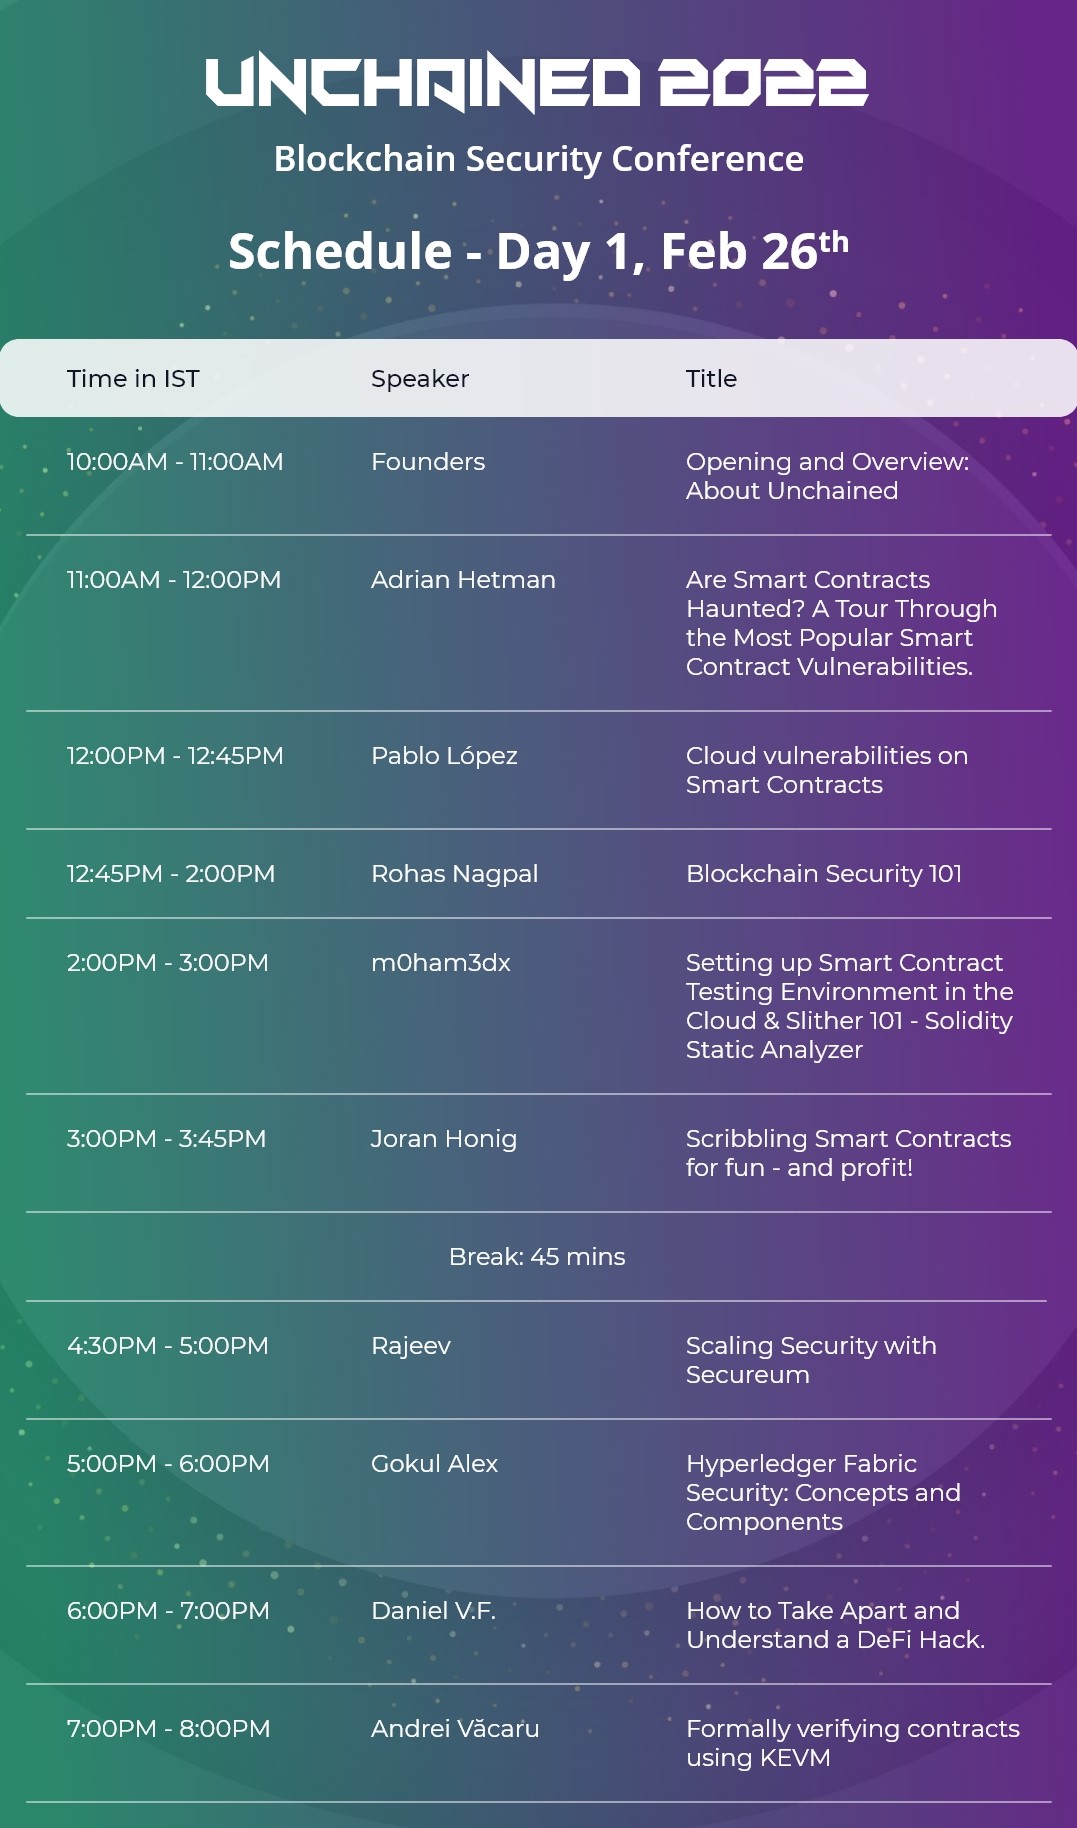 UNCHAINED 2022
Blockchain Security Conference
Schedule - Day 1, Feb 26th
Time in IST Speaker Title
10:00AM - 11:00AM Founders Opening and Overview:
About Unchained
11:00AM - 12:00PM Adrian Hetman Are Smart Contracts
Haunted? A Tour Through
the Most Popular Smart
Contract Vulnerabilities.
12:00PM - 12:45PM Pablo López Cloud vulnerabilities on
Smart Contracts
12:45PM - 2:00PM Rohas Nagpal Blockchain Security 101
2:00PM - 3:00PM m0ham3dx Setting up Smart Contract
Testing Environment in the
Cloud & Slither 101 - Solidity
Static Analyzer
3:00PM - 3:45PM Joran Honig Scribbling Smart Contracts
for fun - and profit!
Break: 45 mins
4:30PM - 5:00PM Rajeev Scaling Security with
Secureum
5:00PM - 6:00PM Gokul Alex Hyperledger Fabric
Security: Concepts and
Components
6:00PM - 7:00PM Daniel V.F. How to Take Apart and
Understand a DeFi Hack.
7:00PM - 8:00PM Andrei Văcaru Formally verifying contracts
using KEVM